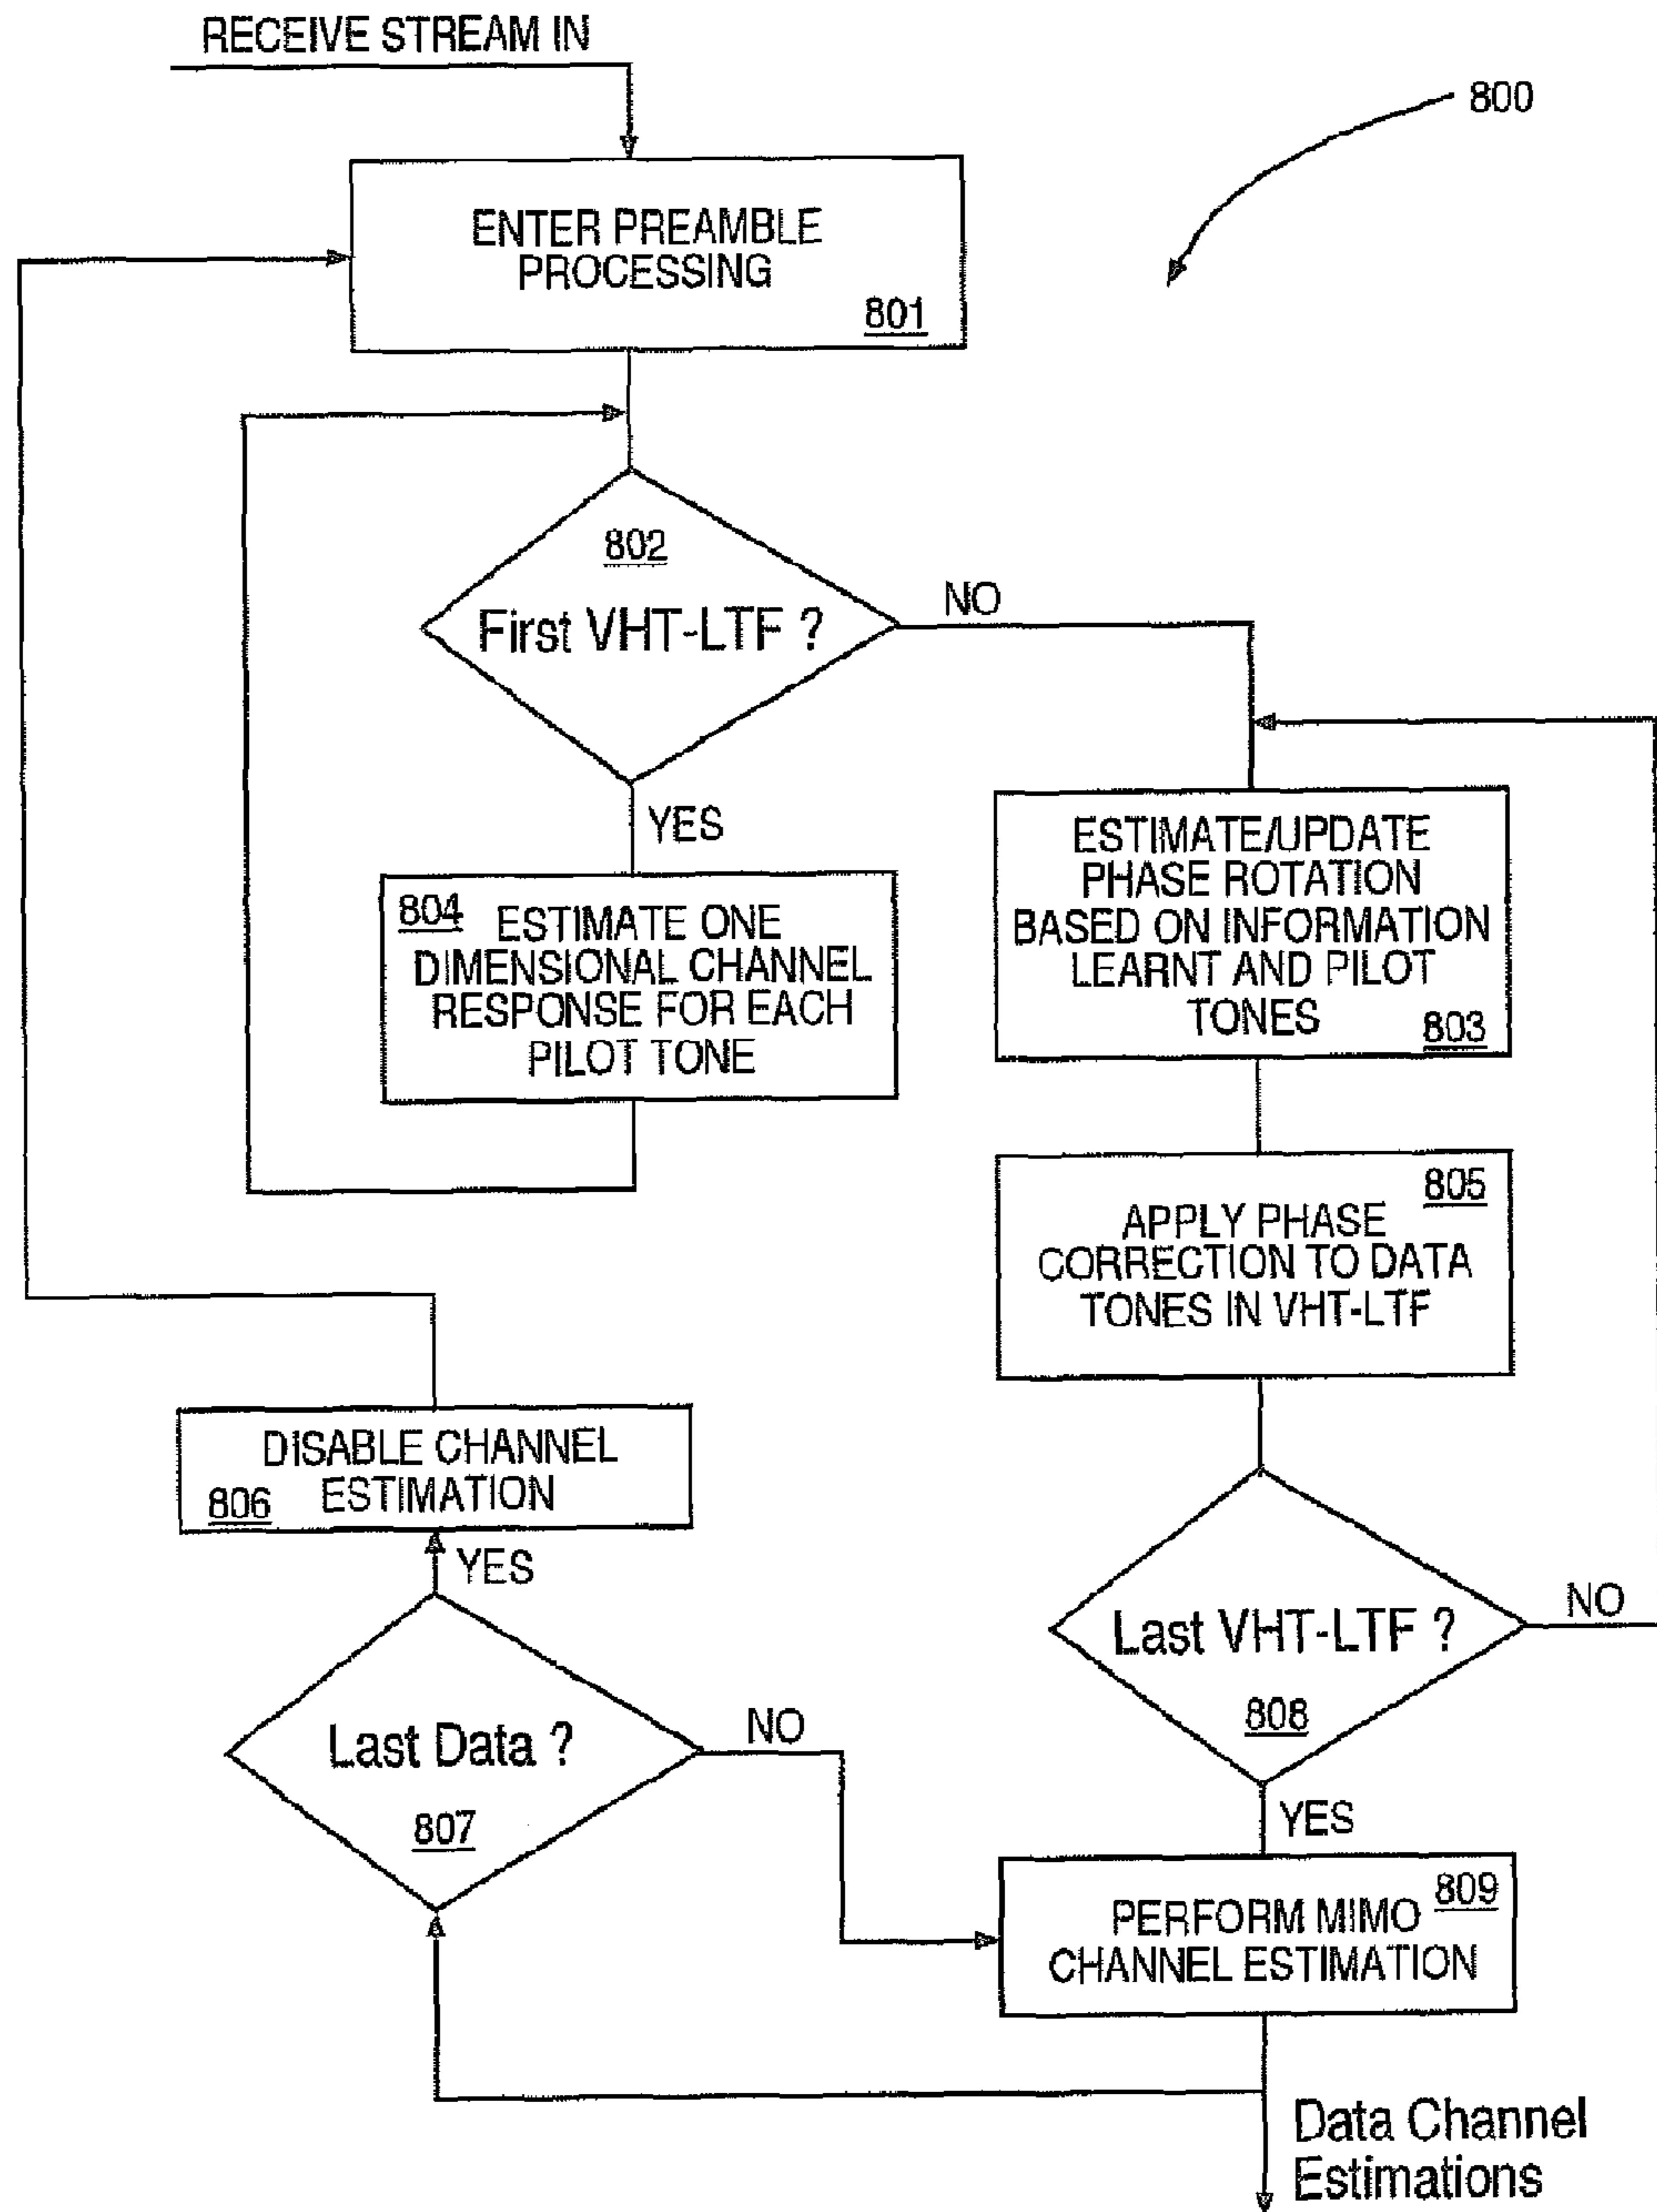 RECEIVE STREAM IN
800
ENTER PREAMBLE
PROCESSING
801
802
First VHT-LTF ?
NO
YES
804
ESTIMATE ONE
DIMENSIONAL CHANNEL
RESPONSE FOR EACH
PILOT TONE
ESTIMATE/UPDATE
PHASE ROTATION
BASED ON INFORMATION
LEARNT AND PILOT
TONES
803
805
APPLY PHASE
CORRECTION TO DATA
TONES IN VHT-LTF
DISABLE CHANNEL
ESTIMATION
806
YES
Last Data ?
807
NO
Last VHT-LTF ?
808
NO
YES
809
PERFORM MIMO
CHANNEL ESTIMATION
Data Channel
Estimations